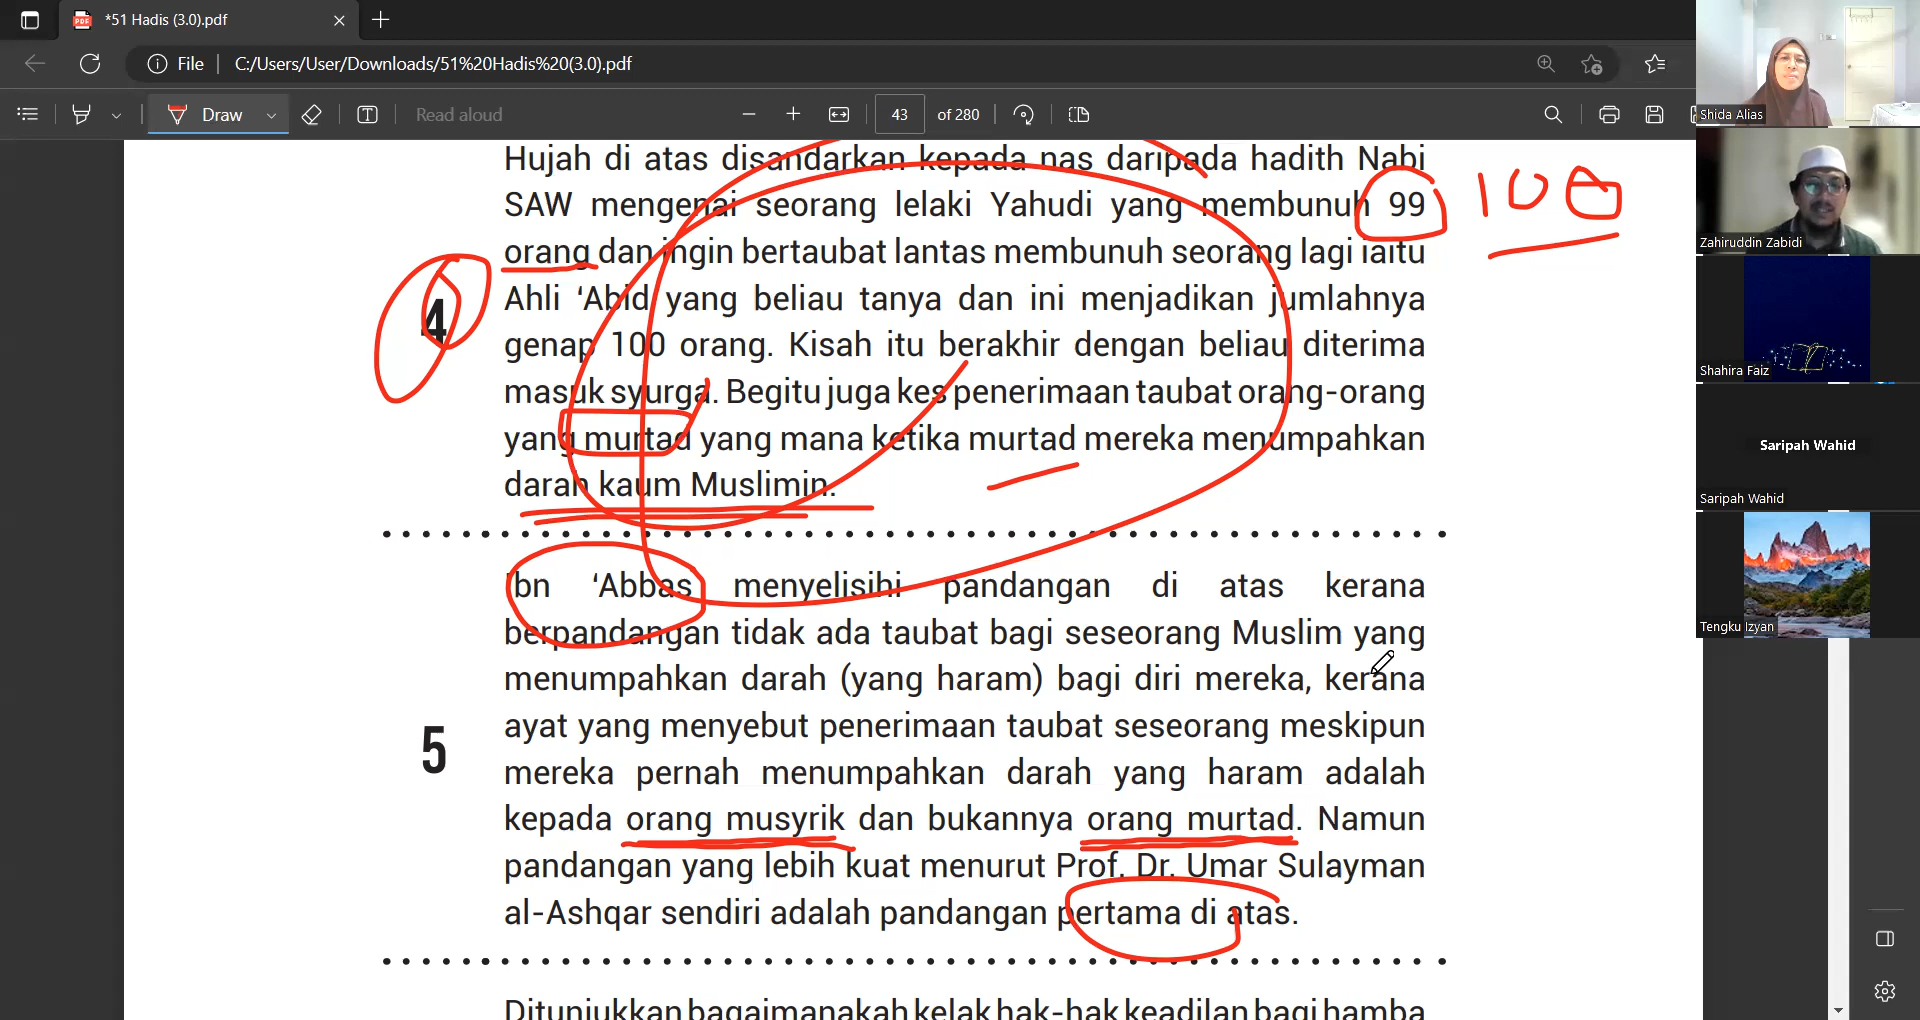 *51 Hadis (3.0).pdf
File
C:/Users/User/Downloads/51%20Hadis%20(3.0).pdf
Draw
Read aloud
43 of 280
Hujah di atas disandarkan kepada nas daripada hadith Nabi
SAW mengenai seorang lelaki Yahudi yang membunuh 99
orang dan ingin bertaubat lantas membunuh seorang lagi iaitu
Ahli ‘Abid yang beliau tanya dan ini menjadikan jumlahnya
genap 100 orang. Kisah itu berakhir dengan beliau diterima
masuk syurga. Begitu juga kes penerimaan taubat orang-orang
yang murtad yang mana ketika murtad mereka menumpahkan
darah kaum Muslimin.
4
100
Ibn ‘Abbas menyelisihi pandangan di atas kerana
berpandangan tidak ada taubat bagi seseorang Muslim yang
menumpahkan darah (yang haram) bagi diri mereka, kerana
ayat yang menyebut penerimaan taubat seseorang meskipun
mereka pernah menumpahkan darah yang haram adalah
kepada orang musyrik dan bukannya orang murtad. Namun
pandangan yang lebih kuat menurut Prof. Dr. Umar Sulayman
al-Ashqar sendiri adalah pandangan pertama di atas.
5
Ditunjukkan bagaimanakah kelak hak-hak keadilan bagi hamba
Shida Alias
Zahiruddin Zabidi
Shahira Faiz
Saripah Wahid
Saripah Wahid
Tengku Izyan